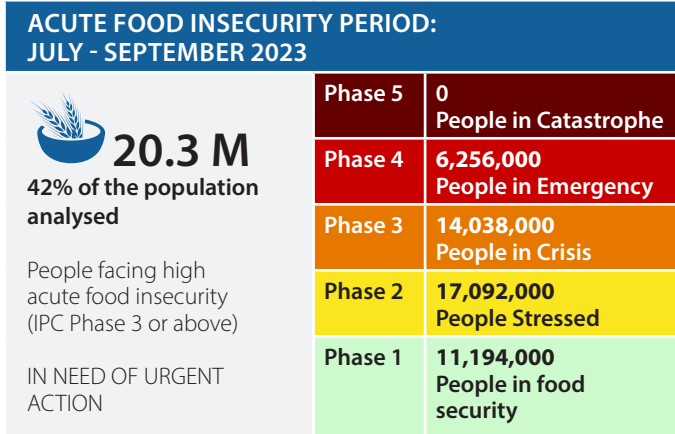 ACUTE FOOD INSECURITY PERIOD:
JULY - SEPTEMBER 2023
20.3 M
42% of the population
analysed
People facing high
acute food insecurity
(IPC Phase 3 or above)
IN NEED OF URGENT
ACTION
Phase 5
0
People in Catastrophe
Phase 4
6,256,000
People in Emergency
Phase 3
14,038,000
People in Crisis
Phase 2
17,092,000
People Stressed
Phase 1
11,194,000
People in food
security